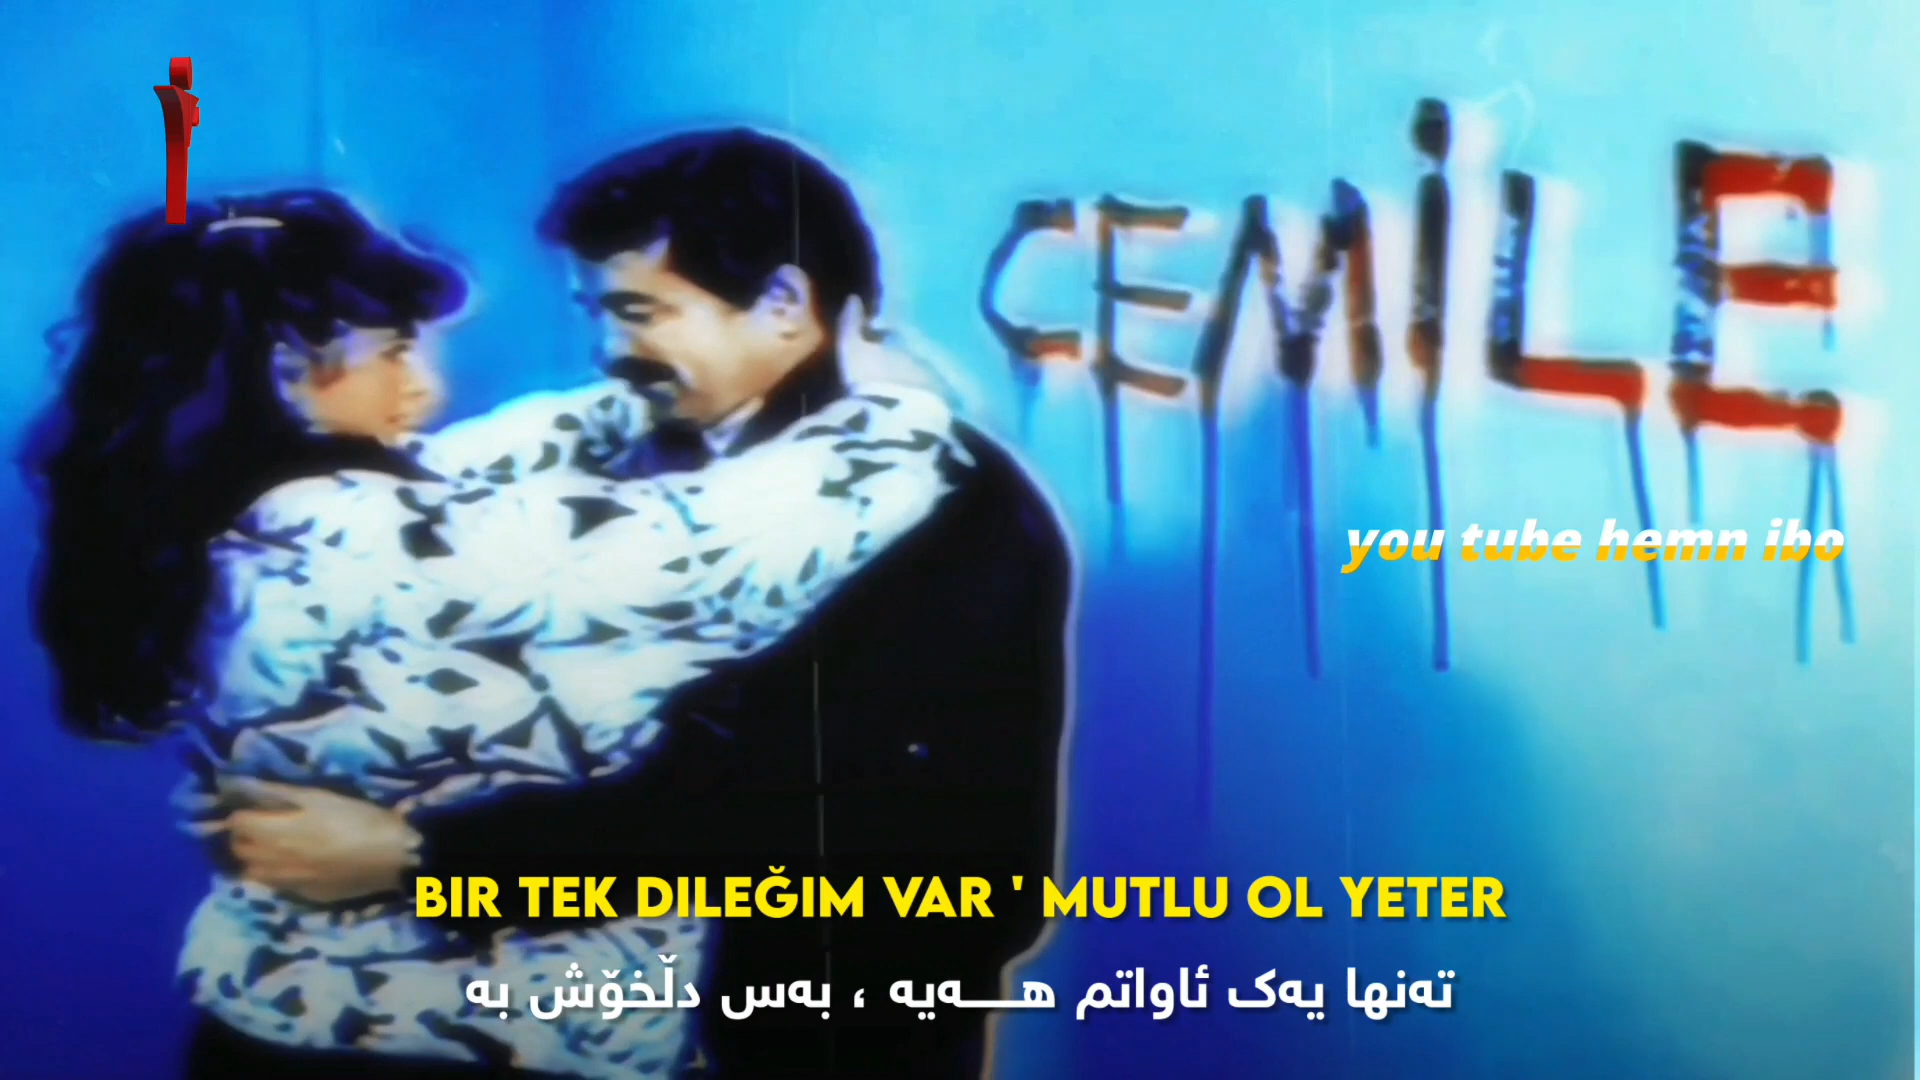 CEMİLE
you tube hemn ibo
BIR TEK DILEĞIM VAR ' MUTLU OL YETER
تەنها یەک ئاواتم هـــەیە ، بەس دڵخۆش بە